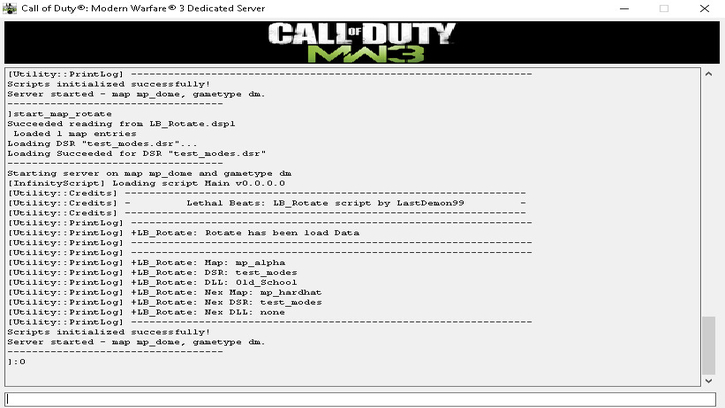 Call of Duty®: Modern Warfare® 3 Dedicated Server
CALL OF DUTY
MW3
[Utility::PrintLog] ---------------------------------------------------------
Scripts initialized successfully!
Server started - map mp_dome, gametype dm.
-------------------------------
]start_map_rotate
Succeeded reading from LB_Rotate.dspl
 Loaded 1 map entries
Loading DSR "test_modes.dsr"...
Loading Succeeded for DSR "test_modes.dsr"
-------------------------------
Starting server on map mp_dome and gametype dm
[InfinityScript] Loading script Main v0.0.0.0
[Utility::Credits] ---------------------------------------------------------
[Utility::Credits] -        Lethal Beats: LB_Rotate script by LastDemon99        -
[Utility::Credits] ---------------------------------------------------------
[Utility::PrintLog] ---------------------------------------------------------
[Utility::PrintLog] +LB_Rotate: Rotate has been load Data
[Utility::PrintLog] ---------------------------------------------------------
[Utility::PrintLog] ---------------------------------------------------------
[Utility::PrintLog] +LB_Rotate: Map: mp_alpha
[Utility::PrintLog] +LB_Rotate: DSR: test_modes
[Utility::PrintLog] +LB_Rotate: DLL: Old_School
[Utility::PrintLog] +LB_Rotate: Nex Map: mp_hardhat
[Utility::PrintLog] +LB_Rotate: Nex DSR: test_modes
[Utility::PrintLog] +LB_Rotate: Nex DLL: none
[Utility::PrintLog] ---------------------------------------------------------
Scripts initialized successfully!
Server started - map mp_dome, gametype dm.
-------------------------------
]:0